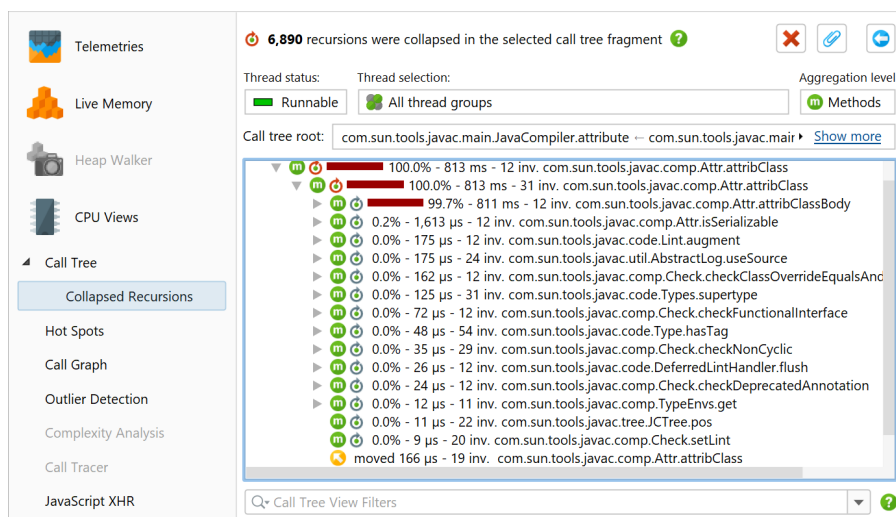 Telemetries
Live Memory
Heap Walker
CPU Views
Call Tree
Collapsed Recursions
Hot Spots
Call Graph
Outlier Detection
Complexity Analysis
Call Tracer
JavaScript XHR
6,890 recursions were collapsed in the selected call tree fragment ?
Thread status: Thread selection: Aggregation level
Runnable All thread groups m Methods
Call tree root: com.sun.tools.javac.main.JavaCompiler.attribute ← com.sun.tools.javac.mair Show more
m 100.0% - 813 ms - 12 inv. com.sun.tools.javac.comp.Attr.attribClass
m 100.0% - 813 ms - 31 inv. com.sun.tools.javac.comp.Attr.attribClass
m 99.7% - 811 ms - 12 inv. com.sun.tools.javac.comp.Attr.attribClassBody
m 0.2% - 1,613 µs - 12 inv. com.sun.tools.javac.comp.Attr.isSerializable
m 0.0% - 175 µs - 12 inv. com.sun.tools.javac.code.Lint.augment
m 0.0% - 175 µs - 24 inv. com.sun.tools.javac.util.AbstractLog.useSource
m 0.0% - 162 µs - 12 inv. com.sun.tools.javac.comp.Check.checkClassOverrideEqualsAnd
m 0.0% - 125 µs - 31 inv. com.sun.tools.javac.code.Types.supertype
m 0.0% - 72 µs - 12 inv. com.sun.tools.javac.comp.Check.checkFunctionalInterface
m 0.0% - 48 µs - 54 inv. com.sun.tools.javac.code.Type.hasTag
m 0.0% - 35 µs - 29 inv. com.sun.tools.javac.comp.Check.checkNonCyclic
m 0.0% - 26 µs - 12 inv. com.sun.tools.javac.code.DeferredLintHandler.flush
m 0.0% - 24 µs - 12 inv. com.sun.tools.javac.comp.Check.checkDeprecatedAnnotation
m 0.0% - 12 µs - 11 inv. com.sun.tools.javac.comp.TypeEnvs.get
m 0.0% - 11 µs - 22 inv. com.sun.tools.javac.tree.JCTree.pos
m 0.0% - 9 µs - 20 inv. com.sun.tools.javac.comp.Check.setLint
moved 166 µs - 19 inv. com.sun.tools.javac.comp.Attr.attribClass
Call Tree View Filters ?